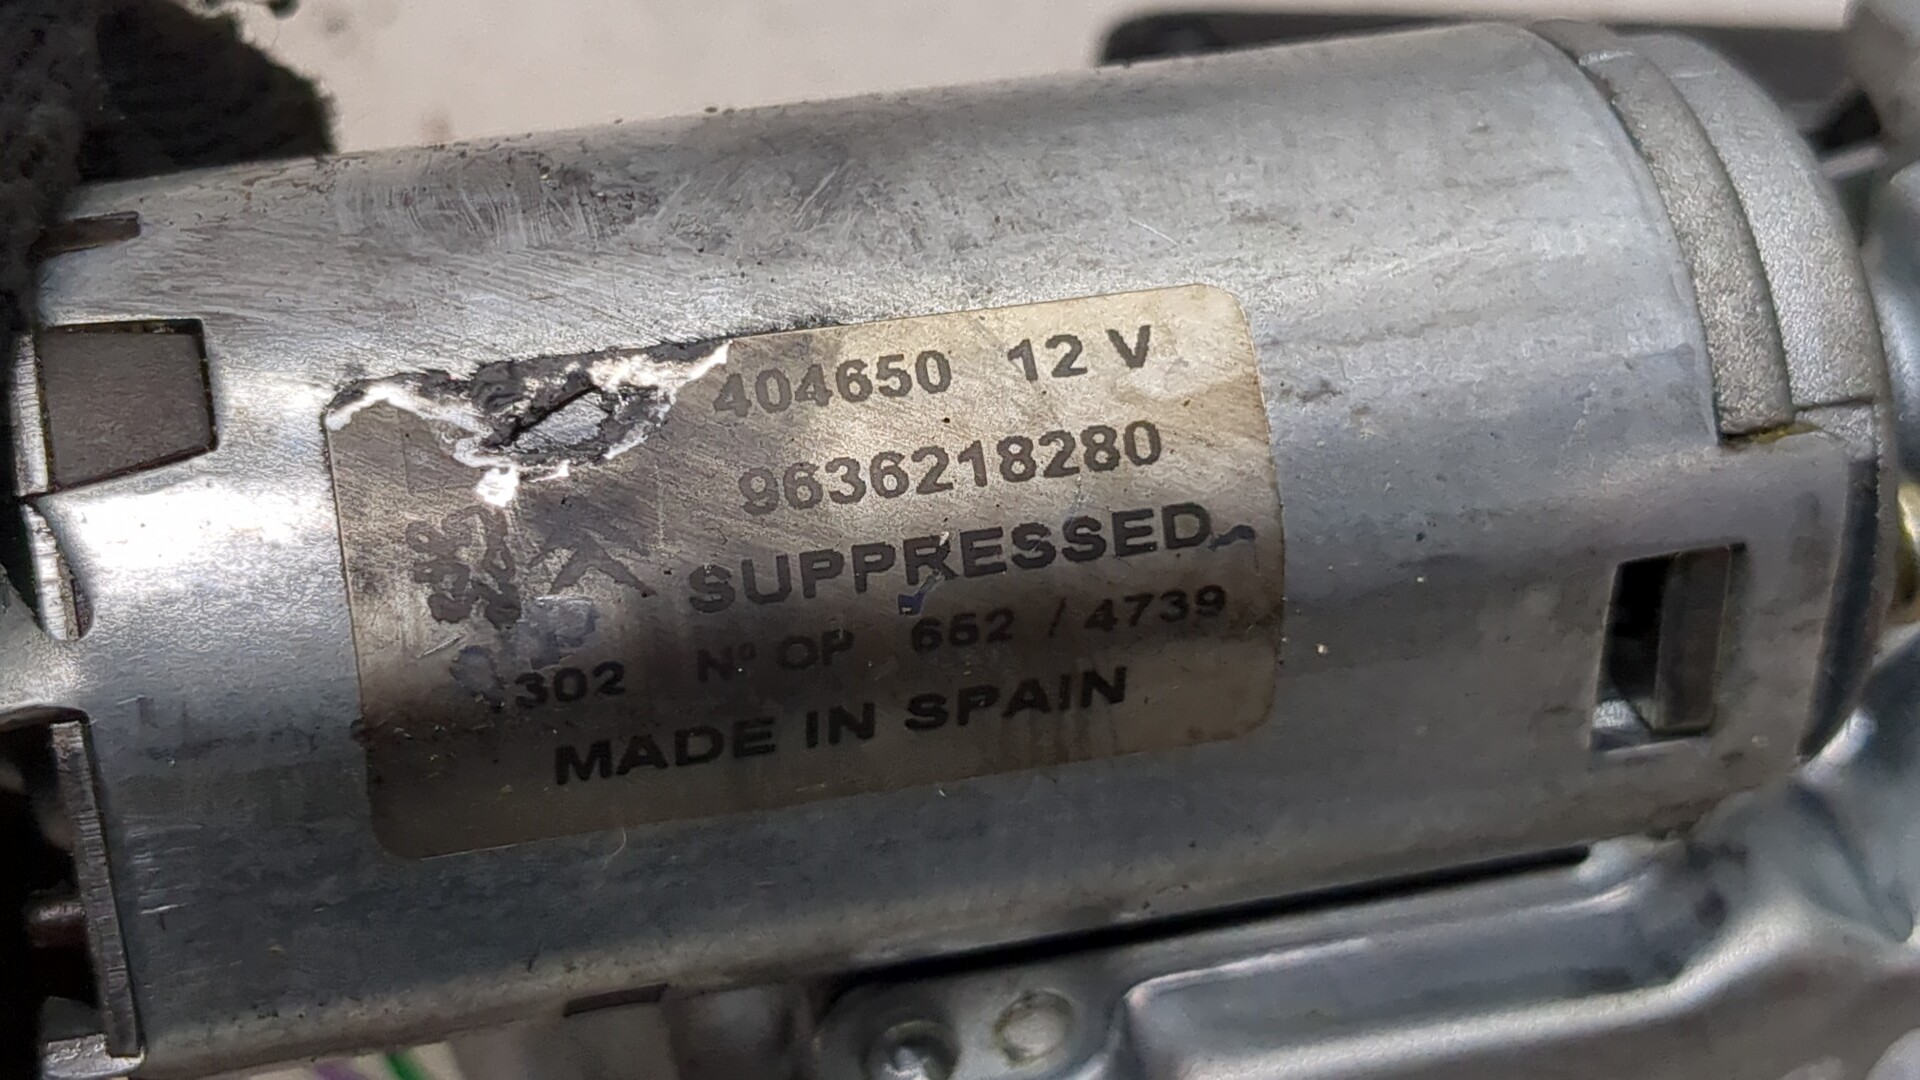 404650 12 V
9636218280
SUPPRESSED
302 Nº OP 652 / 4739
MADE IN SPAIN